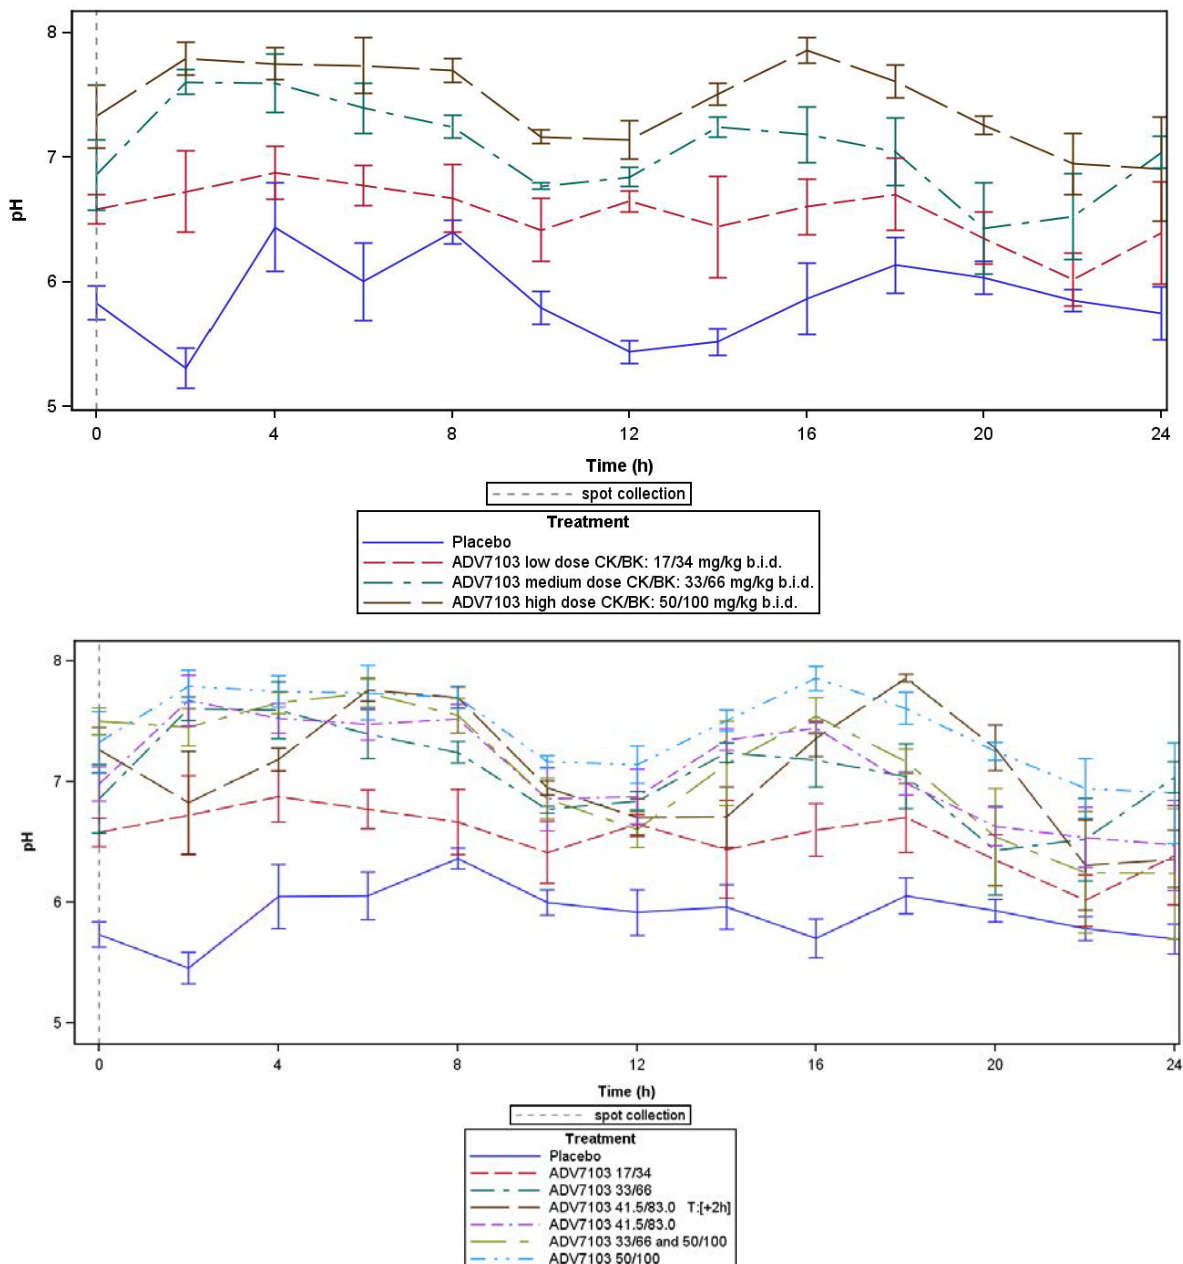 8
7
6
5
pH
0 4 8 12 16 20 24
Time (h)
spot collection
Treatment
Placebo
ADV7103 low dose CK/BK: 17/34 mg/kg b.i.d.
ADV7103 medium dose CK/BK: 33/66 mg/kg b.i.d.
ADV7103 high dose CK/BK: 50/100 mg/kg b.i.d.
8
7
6
5
pH
0 4 8 12 16 20 24
Time (h)
spot collection
Treatment
Placebo
ADV7103 17/34
ADV7103 33/66
ADV7103 41.5/83.0 T:[+2h]
ADV7103 41.5/83.0
ADV7103 33/66 and 50/100
ADV7103 50/100